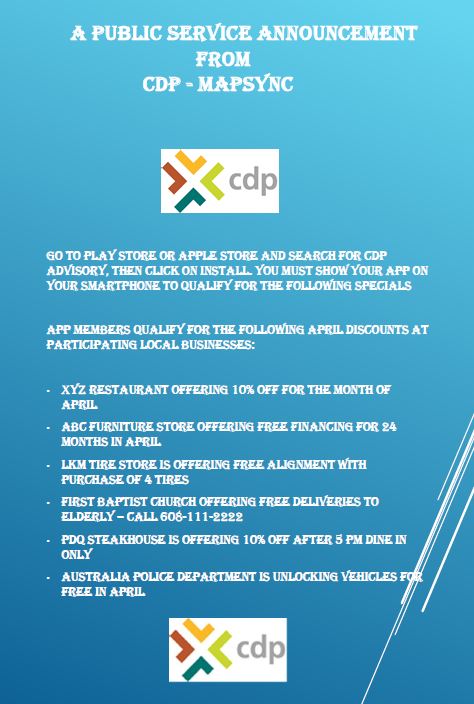 A PUBLIC SERVICE ANNOUNCEMENT
FROM
CDP - MAPSYNC
cdp
GO TO PLAY STORE OR APPLE STORE AND SEARCH FOR CDP
ADVISORY, THEN CLICK ON INSTALL. YOU MUST SHOW YOUR APP ON
YOUR SMARTPHONE TO QUALIFY FOR THE FOLLOWING SPECIALS
APP MEMBERS QUALIFY FOR THE FOLLOWING APRIL DISCOUNTS AT
PARTICIPATING LOCAL BUSINESSES:
- XYZ RESTAURANT OFFERING 10% OFF FOR THE MONTH OF
APRIL
- ABC FURNITURE STORE OFFERING FREE FINANCING FOR 24
MONTHS IN APRIL
- LKM TIRE STORE IS OFFERING FREE ALIGNMENT WITH
PURCHASE OF 4 TIRES
- FIRST BAPTIST CHURCH OFFERING FREE DELIVERIES TO
ELDERLY – CALL 608-111-2222
- PDQ STEAKHOUSE IS OFFERING 10% OFF AFTER 5 PM DINE IN
ONLY
- AUSTRALIA POLICE DEPARTMENT IS UNLOCKING VEHICLES FOR
FREE IN APRIL
cdp